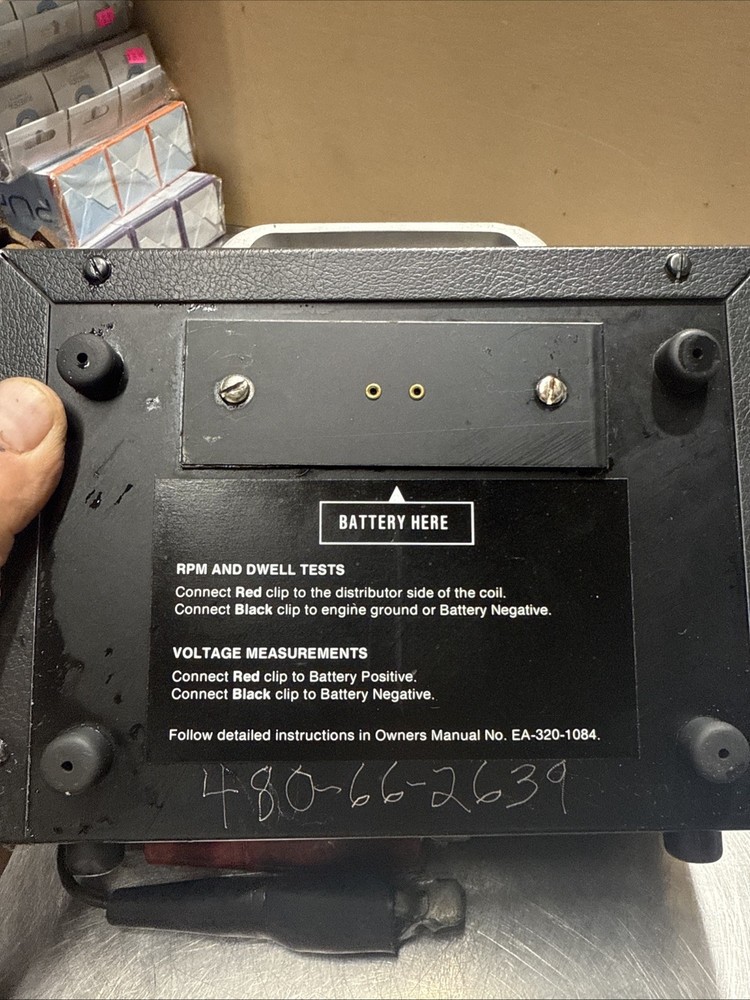 BATTERY HERE
RPM AND DWELL TESTS
Connect Red clip to the distributor side of the coil.
Connect Black clip to engine ground or Battery Negative.
VOLTAGE MEASUREMENTS
Connect Red clip to Battery Positive.
Connect Black clip to Battery Negative.
Follow detailed instructions in Owners Manual No. EA-320-1084.
480-66-2639